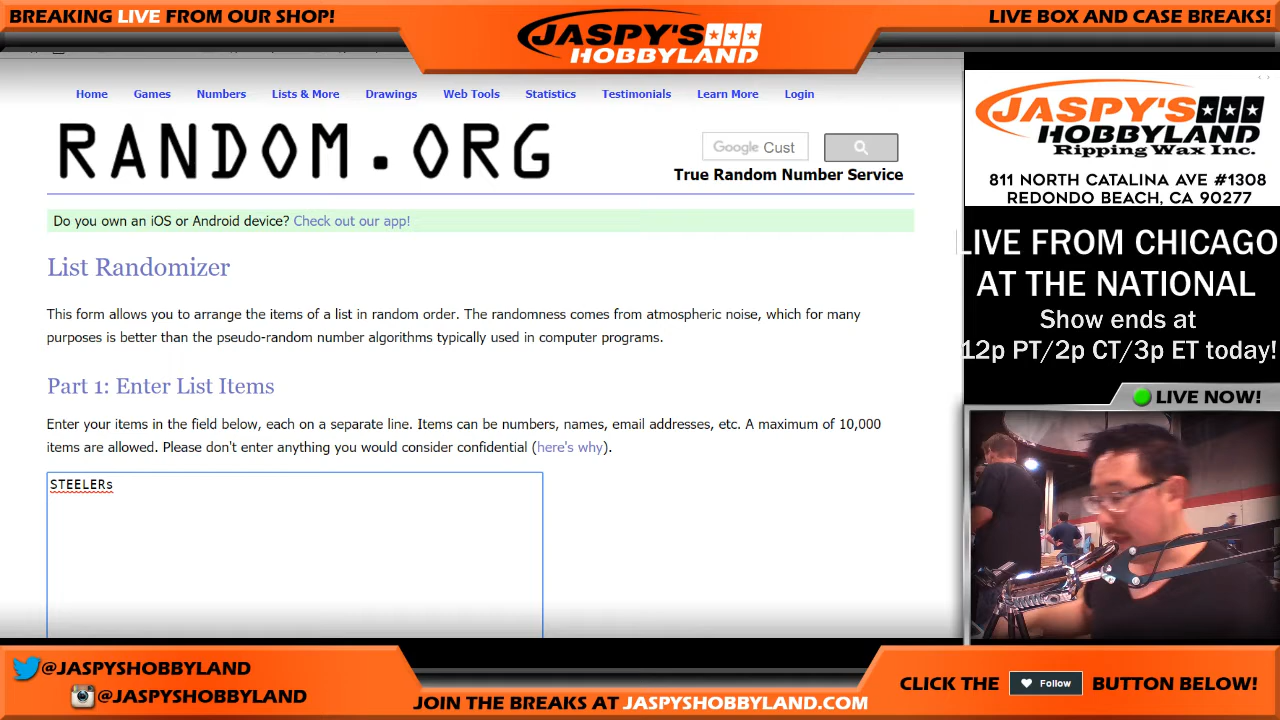 BREAKING LIVE FROM OUR SHOP!
JASPY'S
HOBBYLAND
LIVE BOX AND CASE BREAKS!
Home Games Numbers Lists & More Drawings Web Tools Statistics Testimonials Learn More Login
RANDOM.ORG
Google Cust
True Random Number Service
Do you own an iOS or Android device? Check out our app!
List Randomizer
This form allows you to arrange the items of a list in random order. The randomness comes from atmospheric noise, which for many
purposes is better than the pseudo-random number algorithms typically used in computer programs.
Part 1: Enter List Items
Enter your items in the field below, each on a separate line. Items can be numbers, names, email addresses, etc. A maximum of 10,000
items are allowed. Please don't enter anything you would consider confidential (here's why).
STEELERs
JASPY'S
HOBBYLAND
Ripping Wax Inc.
811 NORTH CATALINA AVE #1308
REDONDO BEACH, CA 90277
LIVE FROM CHICAGO
AT THE NATIONAL
Show ends at
12p PT/2p CT/3p ET today!
LIVE NOW!
@JASPYSHOBBYLAND
@JASPYSHOBBYLAND
JOIN THE BREAKS AT JASPYSHOBBYLAND.COM
CLICK THE Follow BUTTON BELOW!